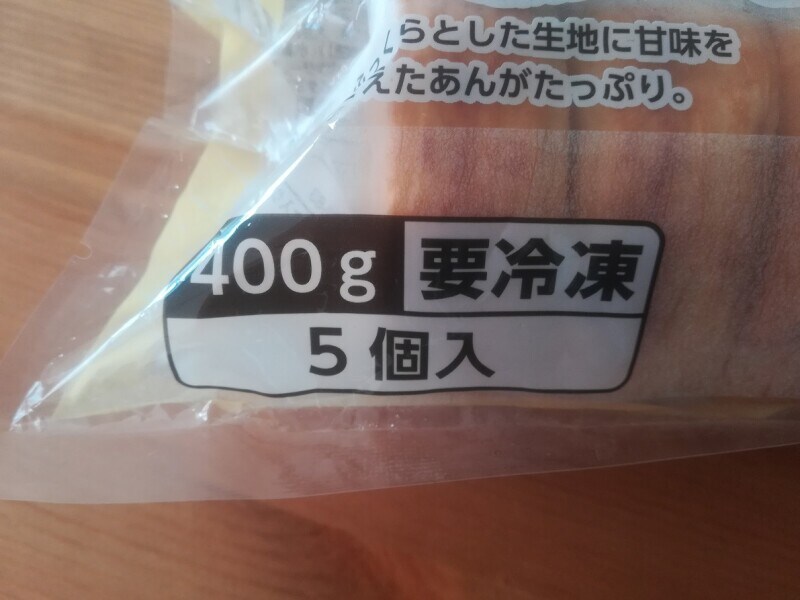 らとした生地に甘味を
えたあんがたっぷり。
400g 要冷凍
5個入